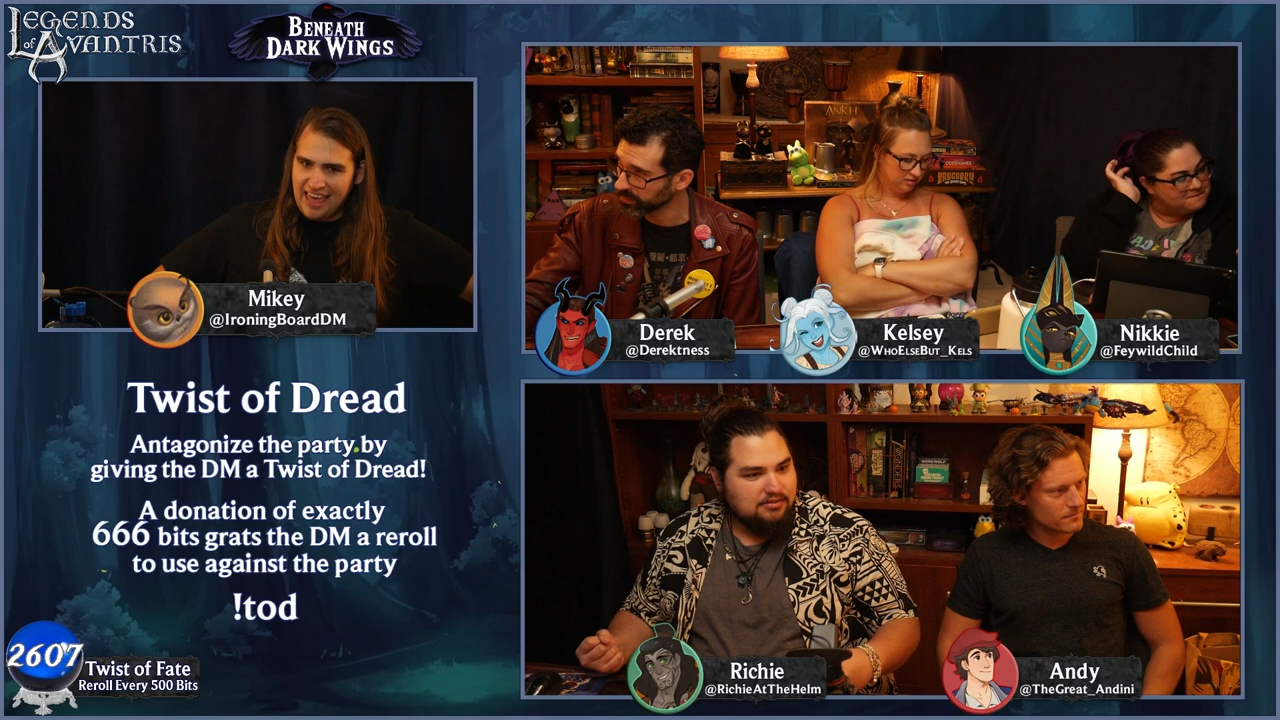 LEGENDS
of AVANTRIS
BENEATH
DARK WINGS
Mikey
@IroningBoardDM
ANKH
Derek
@Derektness
Kelsey
@WhoElseBut_Kels
Nikkie
@FeywildChild
Twist of Dread
Antagonize the party by
giving the DM a Twist of Dread!
A donation of exactly
666 bits grats the DM a reroll
to use against the party
!tod
2607
Twist of Fate
Reroll Every 500 Bits
WEREWOLF
Richie
@RichieAtTheHelm
Andy
@TheGreat_Andini